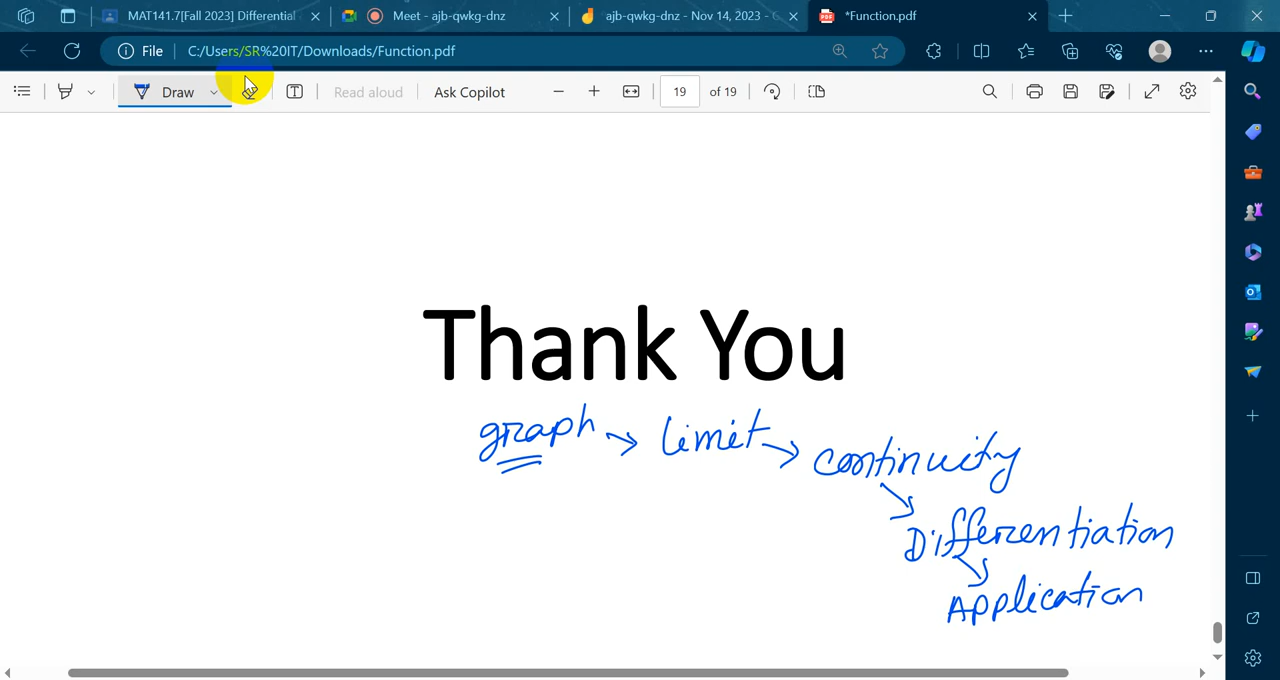 MAT141.7[Fall 2023] Differential
Meet - ajb-qwkg-dnz
ajb-qwkg-dnz - Nov 14, 2023 - G
*Function.pdf
File
C:/Users/SR%20IT/Downloads/Function.pdf
Draw
Read aloud
Ask Copilot
19
of 19
Thank You
graph → limit → continuity
→ Differentiation
→ Application